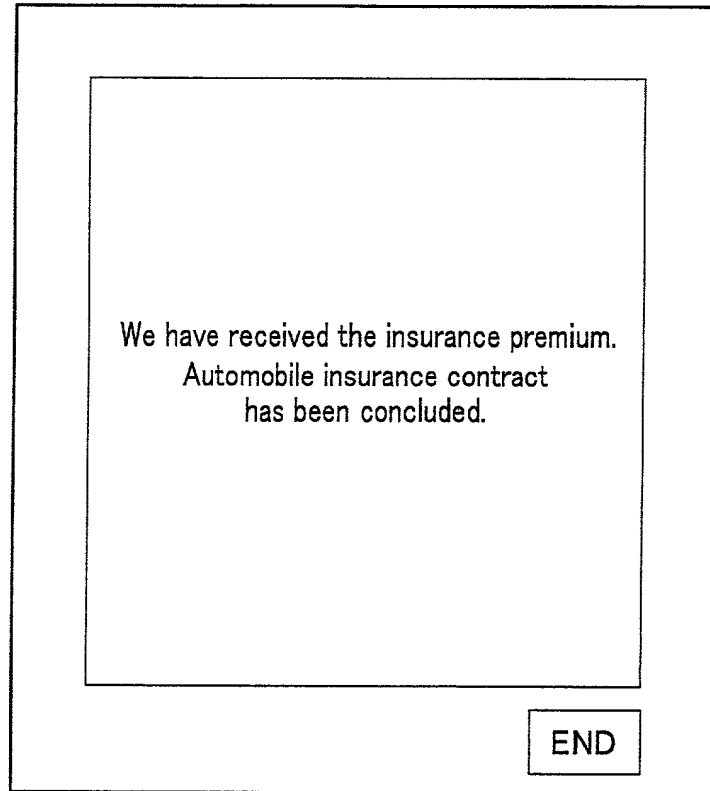 We have received the insurance premium.
Automobile insurance contract
has been concluded.
END